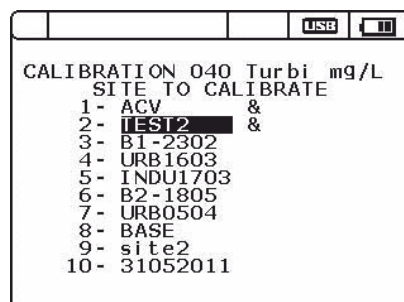 USB
CALIBRATION 040 Turbi mg/L
SITE TO CALIBRATE
1- ACV &
2- TEST2 &
3- B1-2302
4- URB1603
5- INDU1703
6- B2-1805
7- URB0504
8- BASE
9- site2
10- 31052011